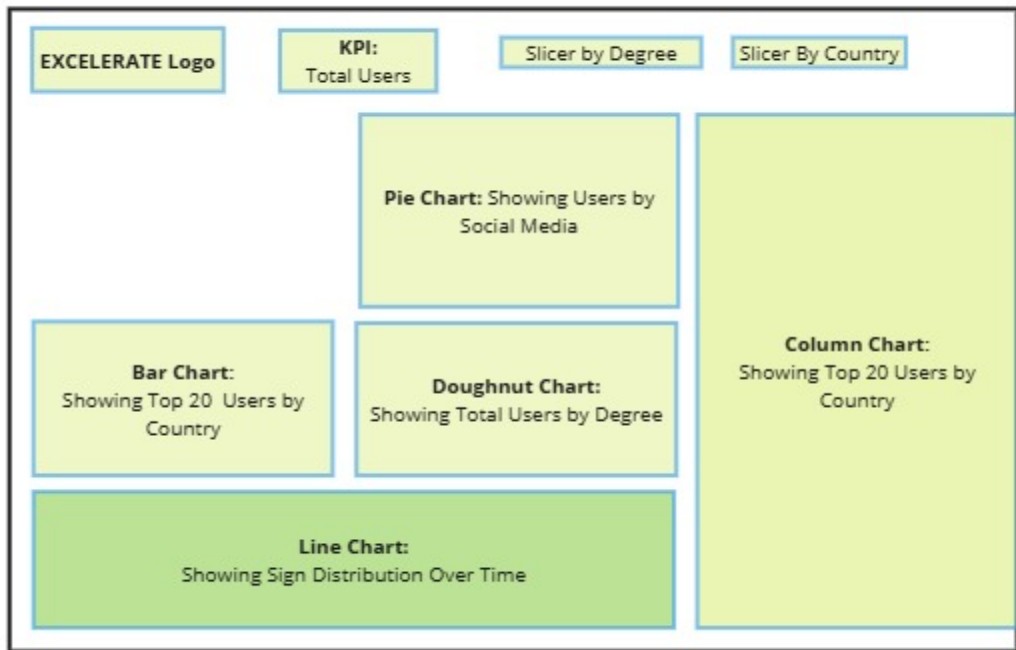 EXCELERATE Logo
KPI:
Total Users
Slicer by Degree
Slicer By Country
Pie Chart: Showing Users by
Social Media
Bar Chart:
Showing Top 20 Users by
Country
Doughnut Chart:
Showing Total Users by Degree
Column Chart:
Showing Top 20 Users by
Country
Line Chart:
Showing Sign Distribution Over Time